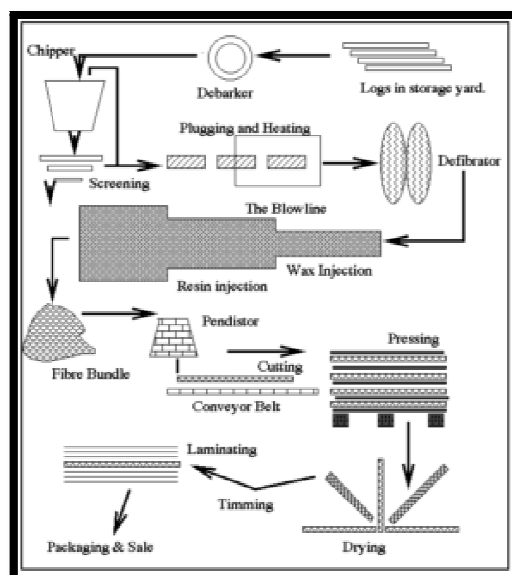 Chipper
Debarker
Logs in storage yard.
Plugging and Heating
Defibrator
Screening
The Blowline
Wax Injection
Resin injection
Pendistor
Pressing
Fibre Bundle
Cutting
Conveyor Belt
Laminating
Timming
Packaging & Sale
Drying